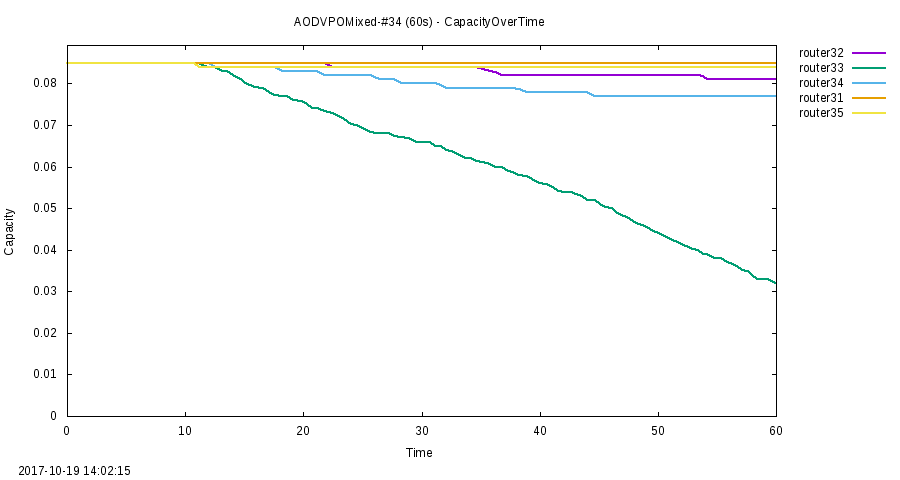 AODVPOMixed-#34 (60s) - CapacityOverTime
router32
router33
router34
router31
router35
0.08
0.07
0.06
0.05
0.04
0.03
0.02
0.01
0
Capacity
0 10 20 30 40 50 60
Time
2017-10-19 14:02:15